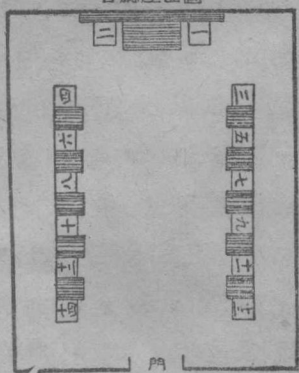 二 一
四 三
六 五
八 七
十 九
十二 十一
十四 十三
門